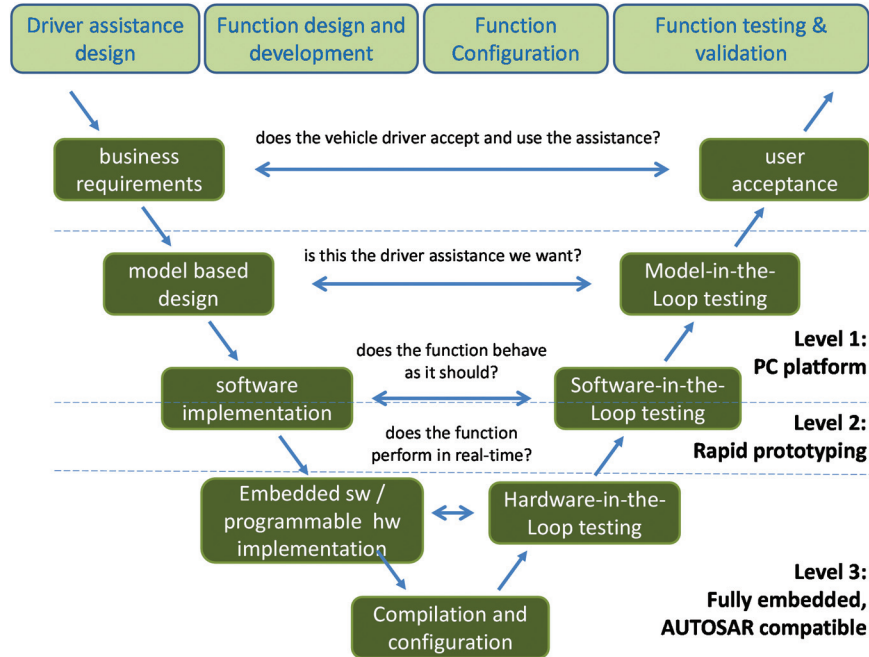 Driver assistance
design
Function design and
development
Function
Configuration
Function testing &
validation
does the vehicle driver accept and use the assistance?
business
requirements
user
acceptance
is this the driver assistance we want?
model based
design
Model-in-the-
Loop testing
Level 1:
PC platform
does the function behave
as it should?
software
implementation
Software-in-the-
Loop testing
Level 2:
Rapid prototyping
does the function
perform in real-time?
Embedded sw /
programmable hw
implementation
Hardware-in-the-
Loop testing
Level 3:
Fully embedded,
AUTOSAR compatible
Compilation and
configuration